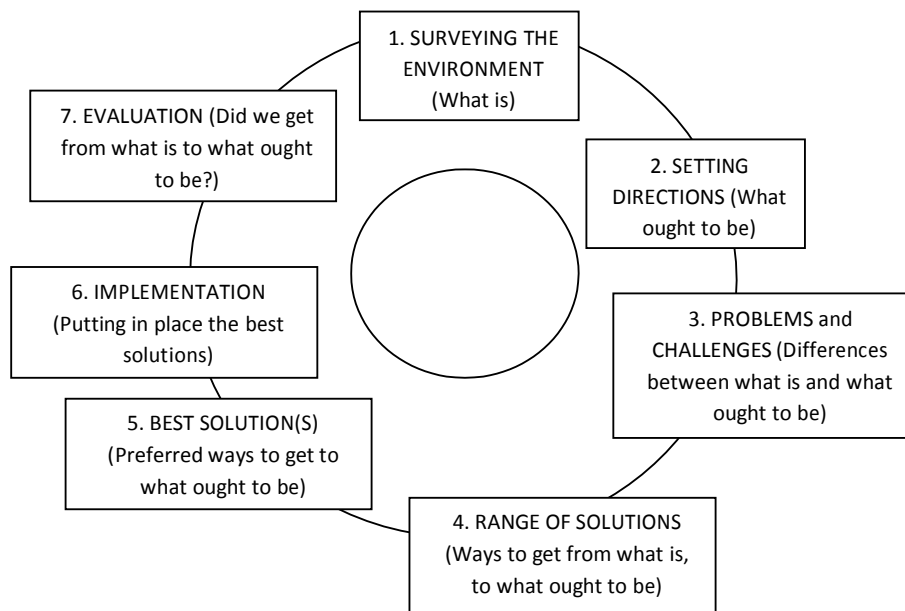 1. SURVEYING THE
ENVIRONMENT
(What is)
2. SETTING
DIRECTIONS (What
ought to be)
3. PROBLEMS and
CHALLENGES (Differences
between what is and what
ought to be)
4. RANGE OF SOLUTIONS
(Ways to get from what is,
to what ought to be)
5. BEST SOLUTION(S)
(Preferred ways to get to
what ought to be)
6. IMPLEMENTATION
(Putting in place the best
solutions)
7. EVALUATION (Did we get
from what is to what ought
to be?)